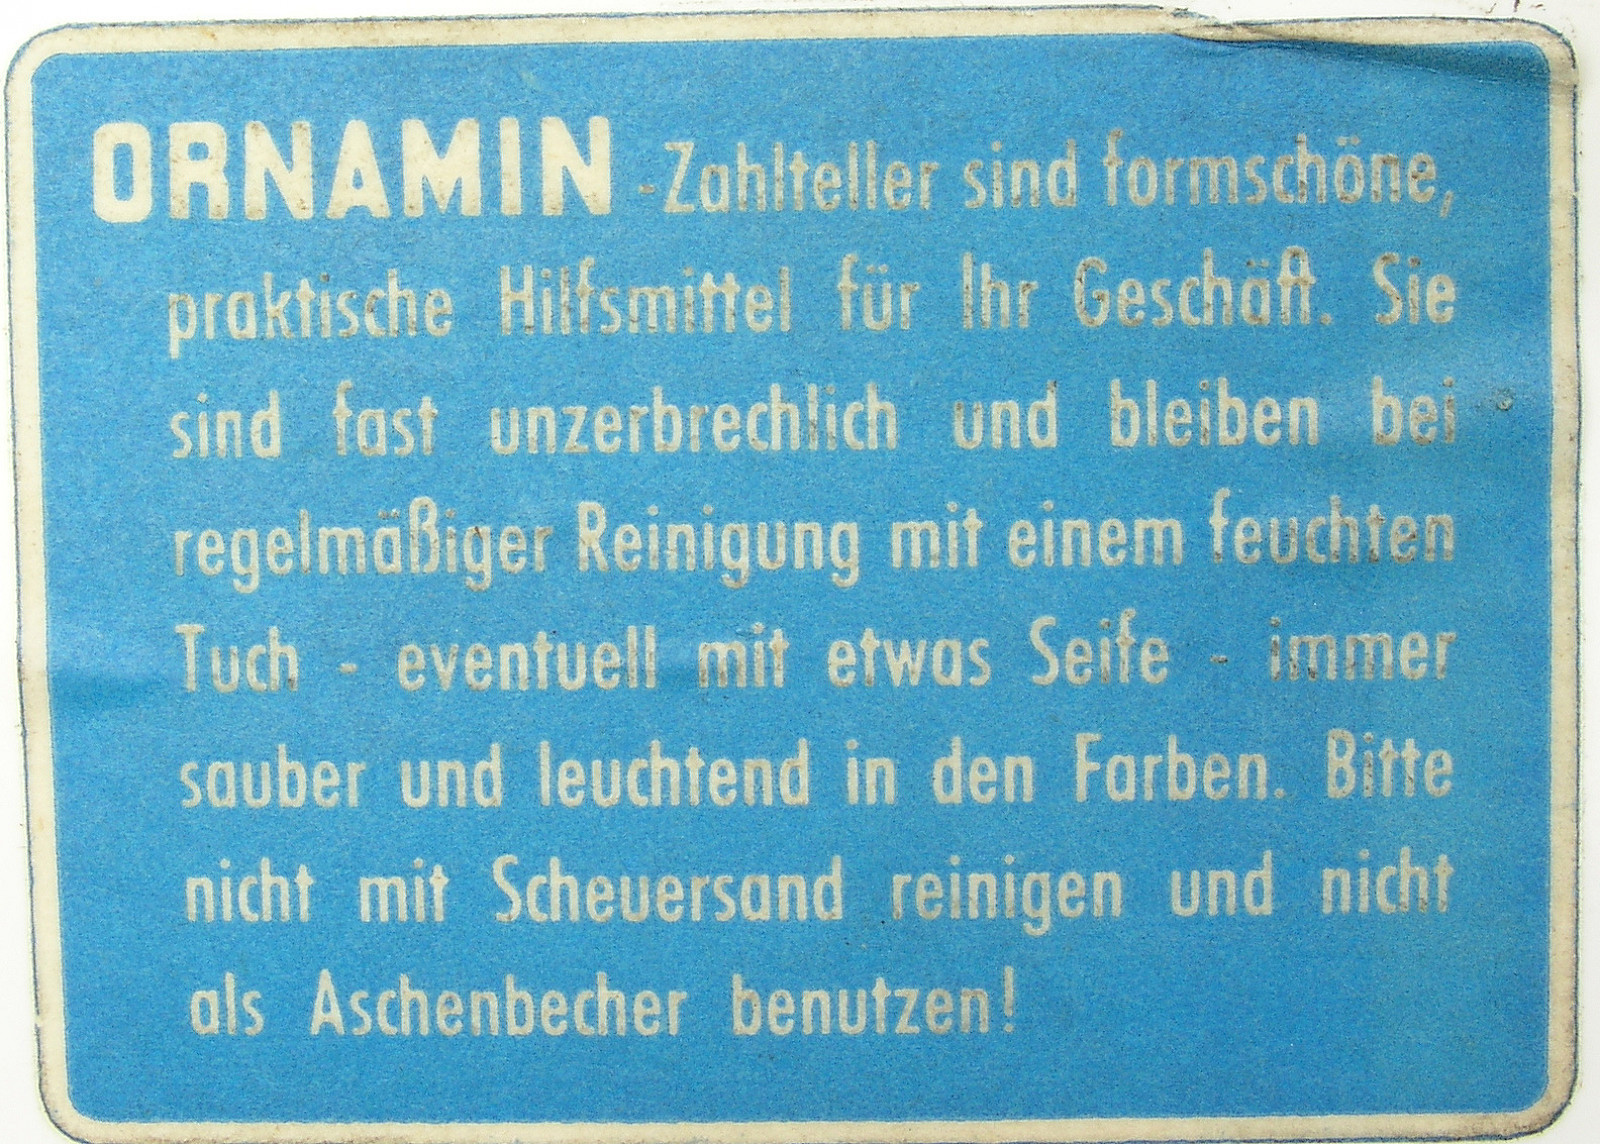 ORNAMIN-Zahlteller sind formschöne,
praktische Hilfsmittel für Ihr Geschäft. Sie
sind fast unzerbrechlich und bleiben bei
regelmäßiger Reinigung mit einem feuchten
Tuch - eventuell mit etwas Seife - immer
sauber und leuchtend in den Farben. Bitte
nicht mit Scheuersand reinigen und nicht
als Aschenbecher benutzen!